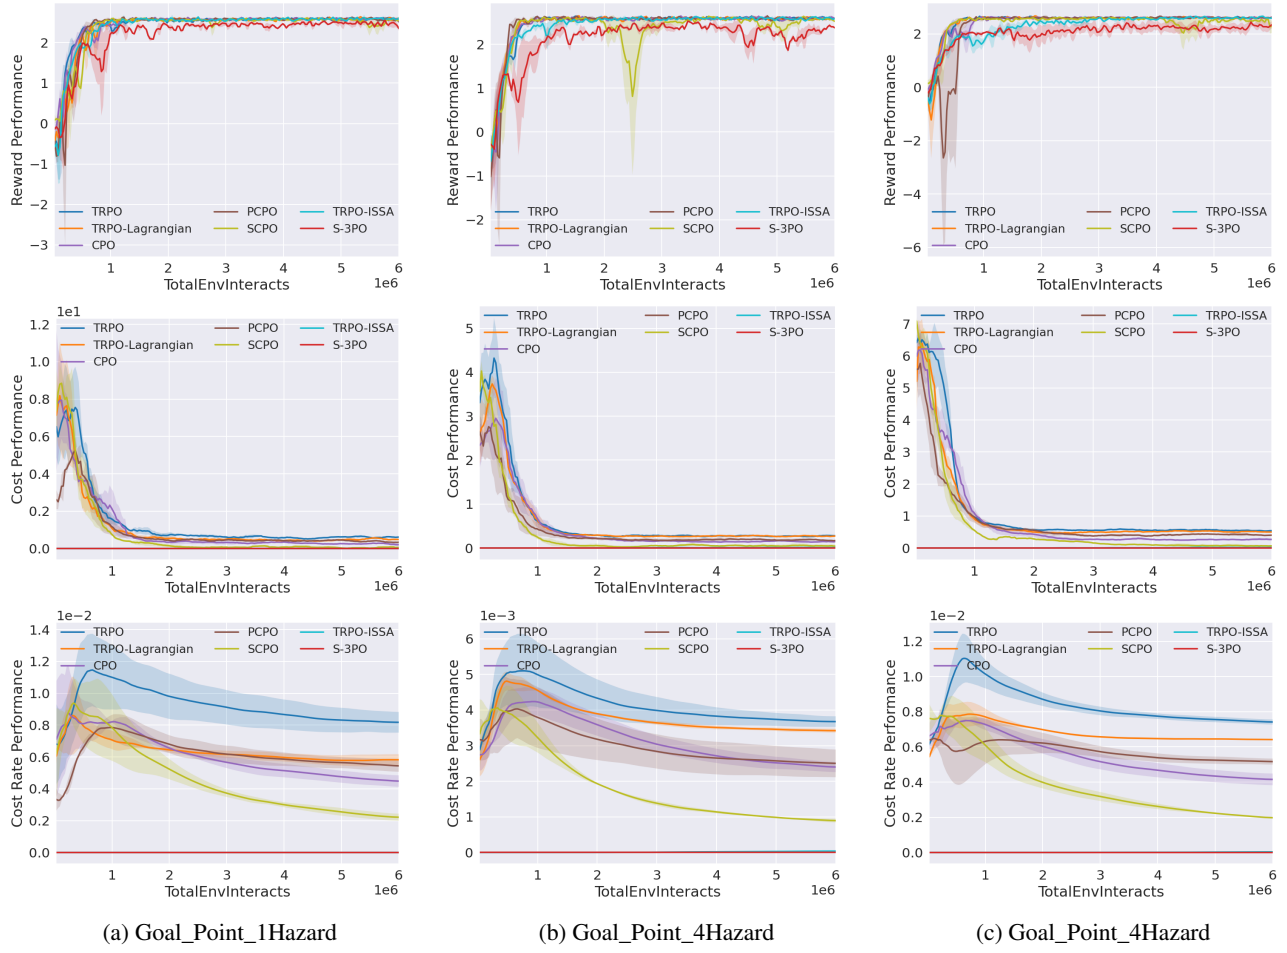 Reward Performance
2
1
0
−1
−2
−3
TRPO
TRPO-Lagrangian
CPO
PCPO
SCPO
TRPO-ISSA
S-3PO
1 2 3 4 5 6
TotalEnvInteracts
1e6
Reward Performance
2
1
0
−1
−2
TRPO
TRPO-Lagrangian
CPO
PCPO
SCPO
TRPO-ISSA
S-3PO
1 2 3 4 5 6
TotalEnvInteracts
1e6
Reward Performance
2
0
−2
−4
−6
TRPO
TRPO-Lagrangian
CPO
PCPO
SCPO
TRPO-ISSA
S-3PO
1 2 3 4 5 6
TotalEnvInteracts
1e6
1e1
Cost Performance
1.2
1.0
0.8
0.6
0.4
0.2
0.0
TRPO
TRPO-Lagrangian
CPO
PCPO
SCPO
TRPO-ISSA
S-3PO
1 2 3 4 5 6
TotalEnvInteracts
1e6
Cost Performance
5
4
3
2
1
0
TRPO
TRPO-Lagrangian
CPO
PCPO
SCPO
TRPO-ISSA
S-3PO
1 2 3 4 5 6
TotalEnvInteracts
1e6
Cost Performance
7
6
5
4
3
2
1
0
TRPO
TRPO-Lagrangian
CPO
PCPO
SCPO
TRPO-ISSA
S-3PO
1 2 3 4 5 6
TotalEnvInteracts
1e6
1e−2
Cost Rate Performance
1.4
1.2
1.0
0.8
0.6
0.4
0.2
0.0
TRPO
TRPO-Lagrangian
CPO
PCPO
SCPO
TRPO-ISSA
S-3PO
1 2 3 4 5 6
TotalEnvInteracts
1e6
1e−3
Cost Rate Performance
6
5
4
3
2
1
0
TRPO
TRPO-Lagrangian
CPO
PCPO
SCPO
TRPO-ISSA
S-3PO
1 2 3 4 5 6
TotalEnvInteracts
1e6
1e−2
Cost Rate Performance
1.2
1.0
0.8
0.6
0.4
0.2
0.0
TRPO
TRPO-Lagrangian
CPO
PCPO
SCPO
TRPO-ISSA
S-3PO
1 2 3 4 5 6
TotalEnvInteracts
1e6
(a) Goal_Point_1Hazard
(b) Goal_Point_4Hazard
(c) Goal_Point_4Hazard